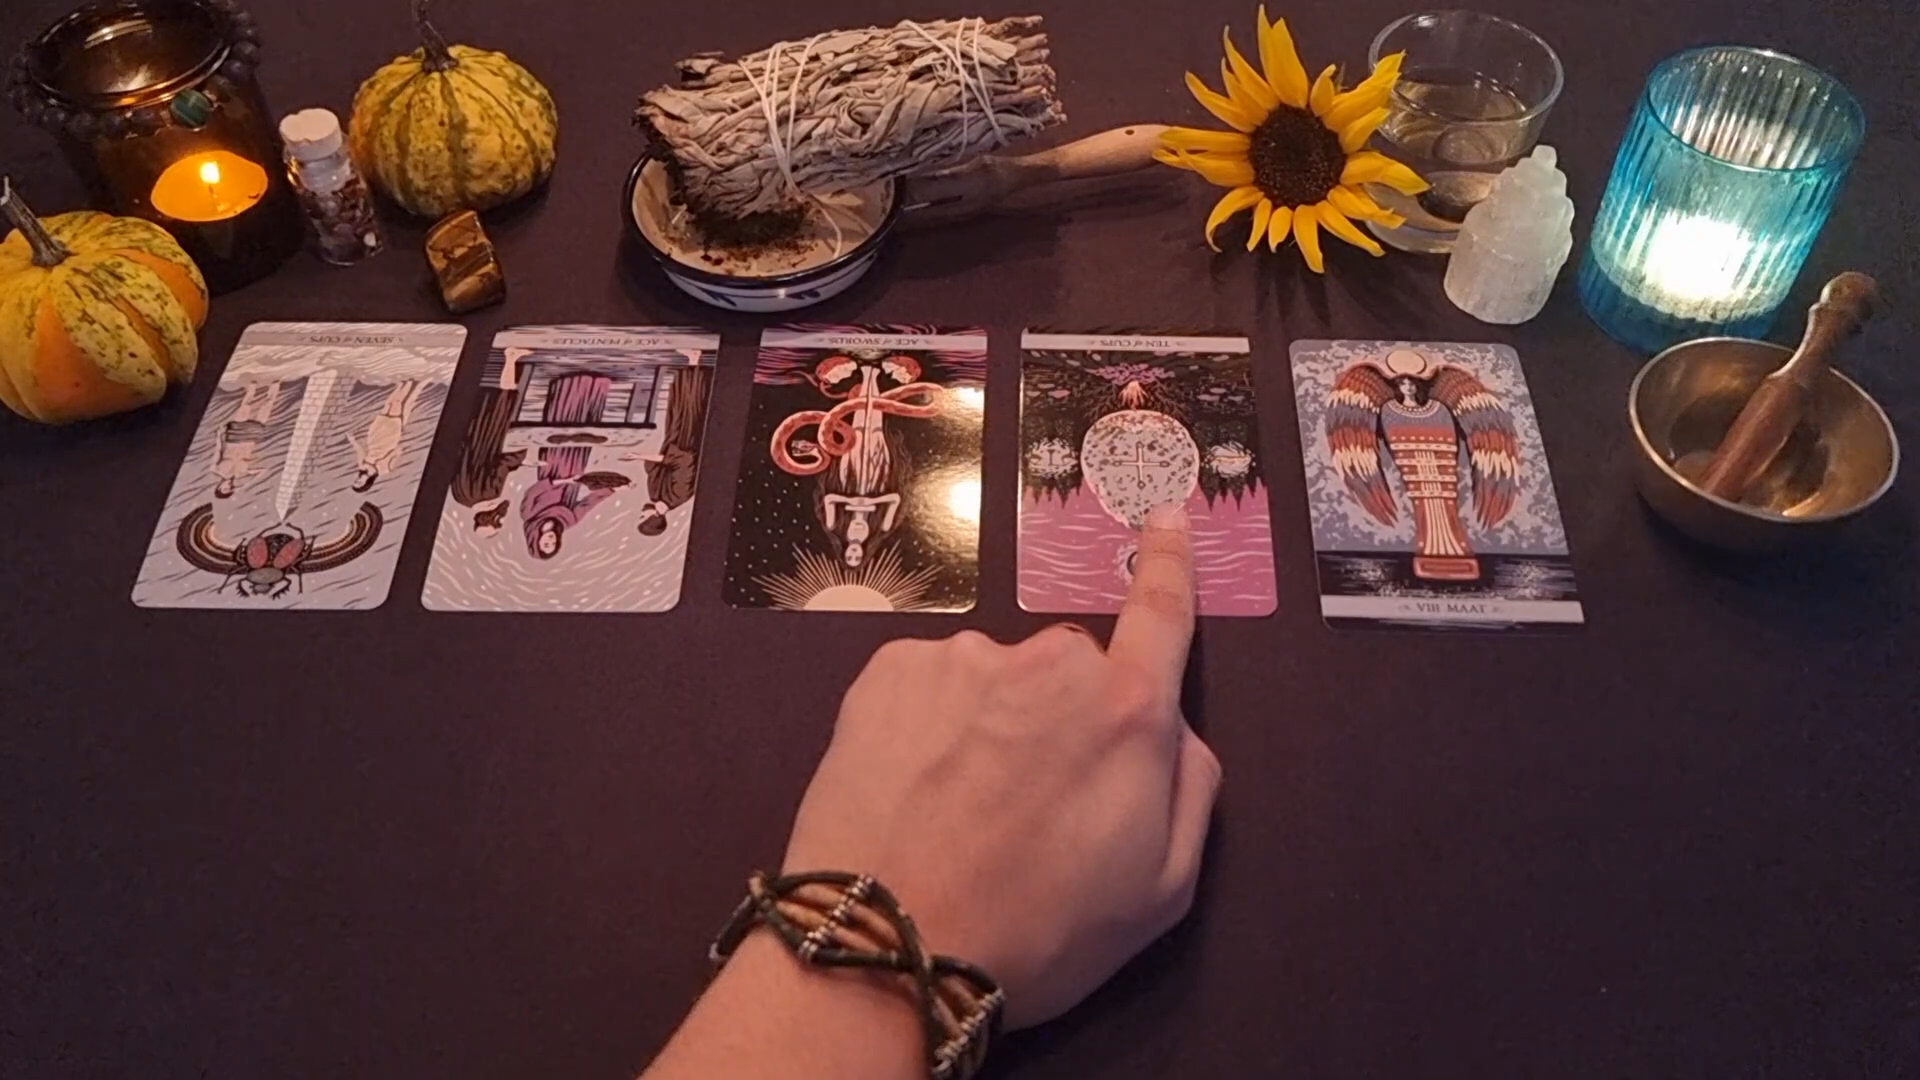 SEVEN of CUPS
ACE of PENTACLES
ACE of SWORDS
TEN of CUPS
VIII MAAT